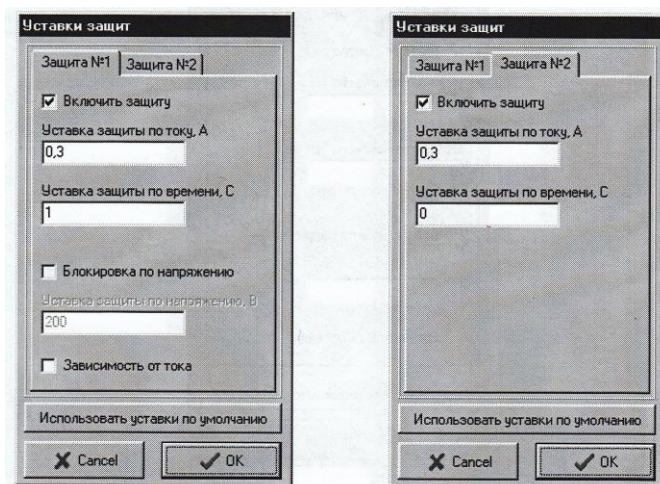 Уставки защит
Защита №1 Защита №2
Включить защиту
Уставка защиты по току, А
0,3
Уставка защиты по времени, С
1
Блокировка по напряжению
Уставка защиты по напряжению, В
200
Зависимость от тока
Использовать уставки по умолчанию
Cancel OK
Уставки защит
Защита №1 Защита №2
Включить защиту
Уставка защиты по току, А
0,3
Уставка защиты по времени, С
0
Использовать уставки по умолчанию
Cancel OK